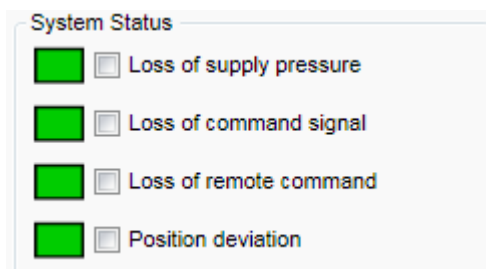 System Status
Loss of supply pressure
Loss of command signal
Loss of remote command
Position deviation